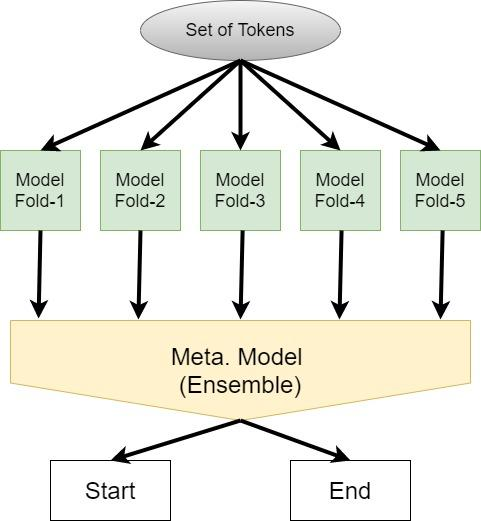 Set of Tokens
Model
Fold-1
Model
Fold-2
Model
Fold-3
Model
Fold-4
Model
Fold-5
Meta. Model
(Ensemble)
Start
End